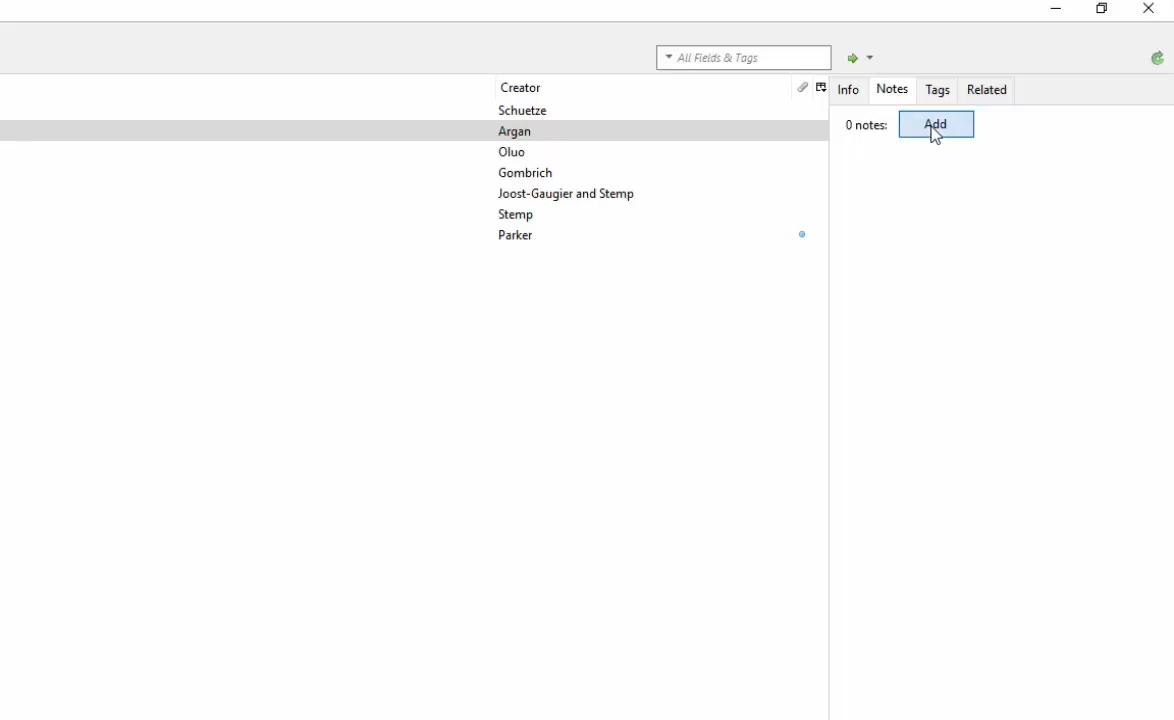 All Fields & Tags
Creator
Info Notes Tags Related
Schuetze
0 notes: Add
Argan
Oluo
Gombrich
Joost-Gaugier and Stemp
Stemp
Parker